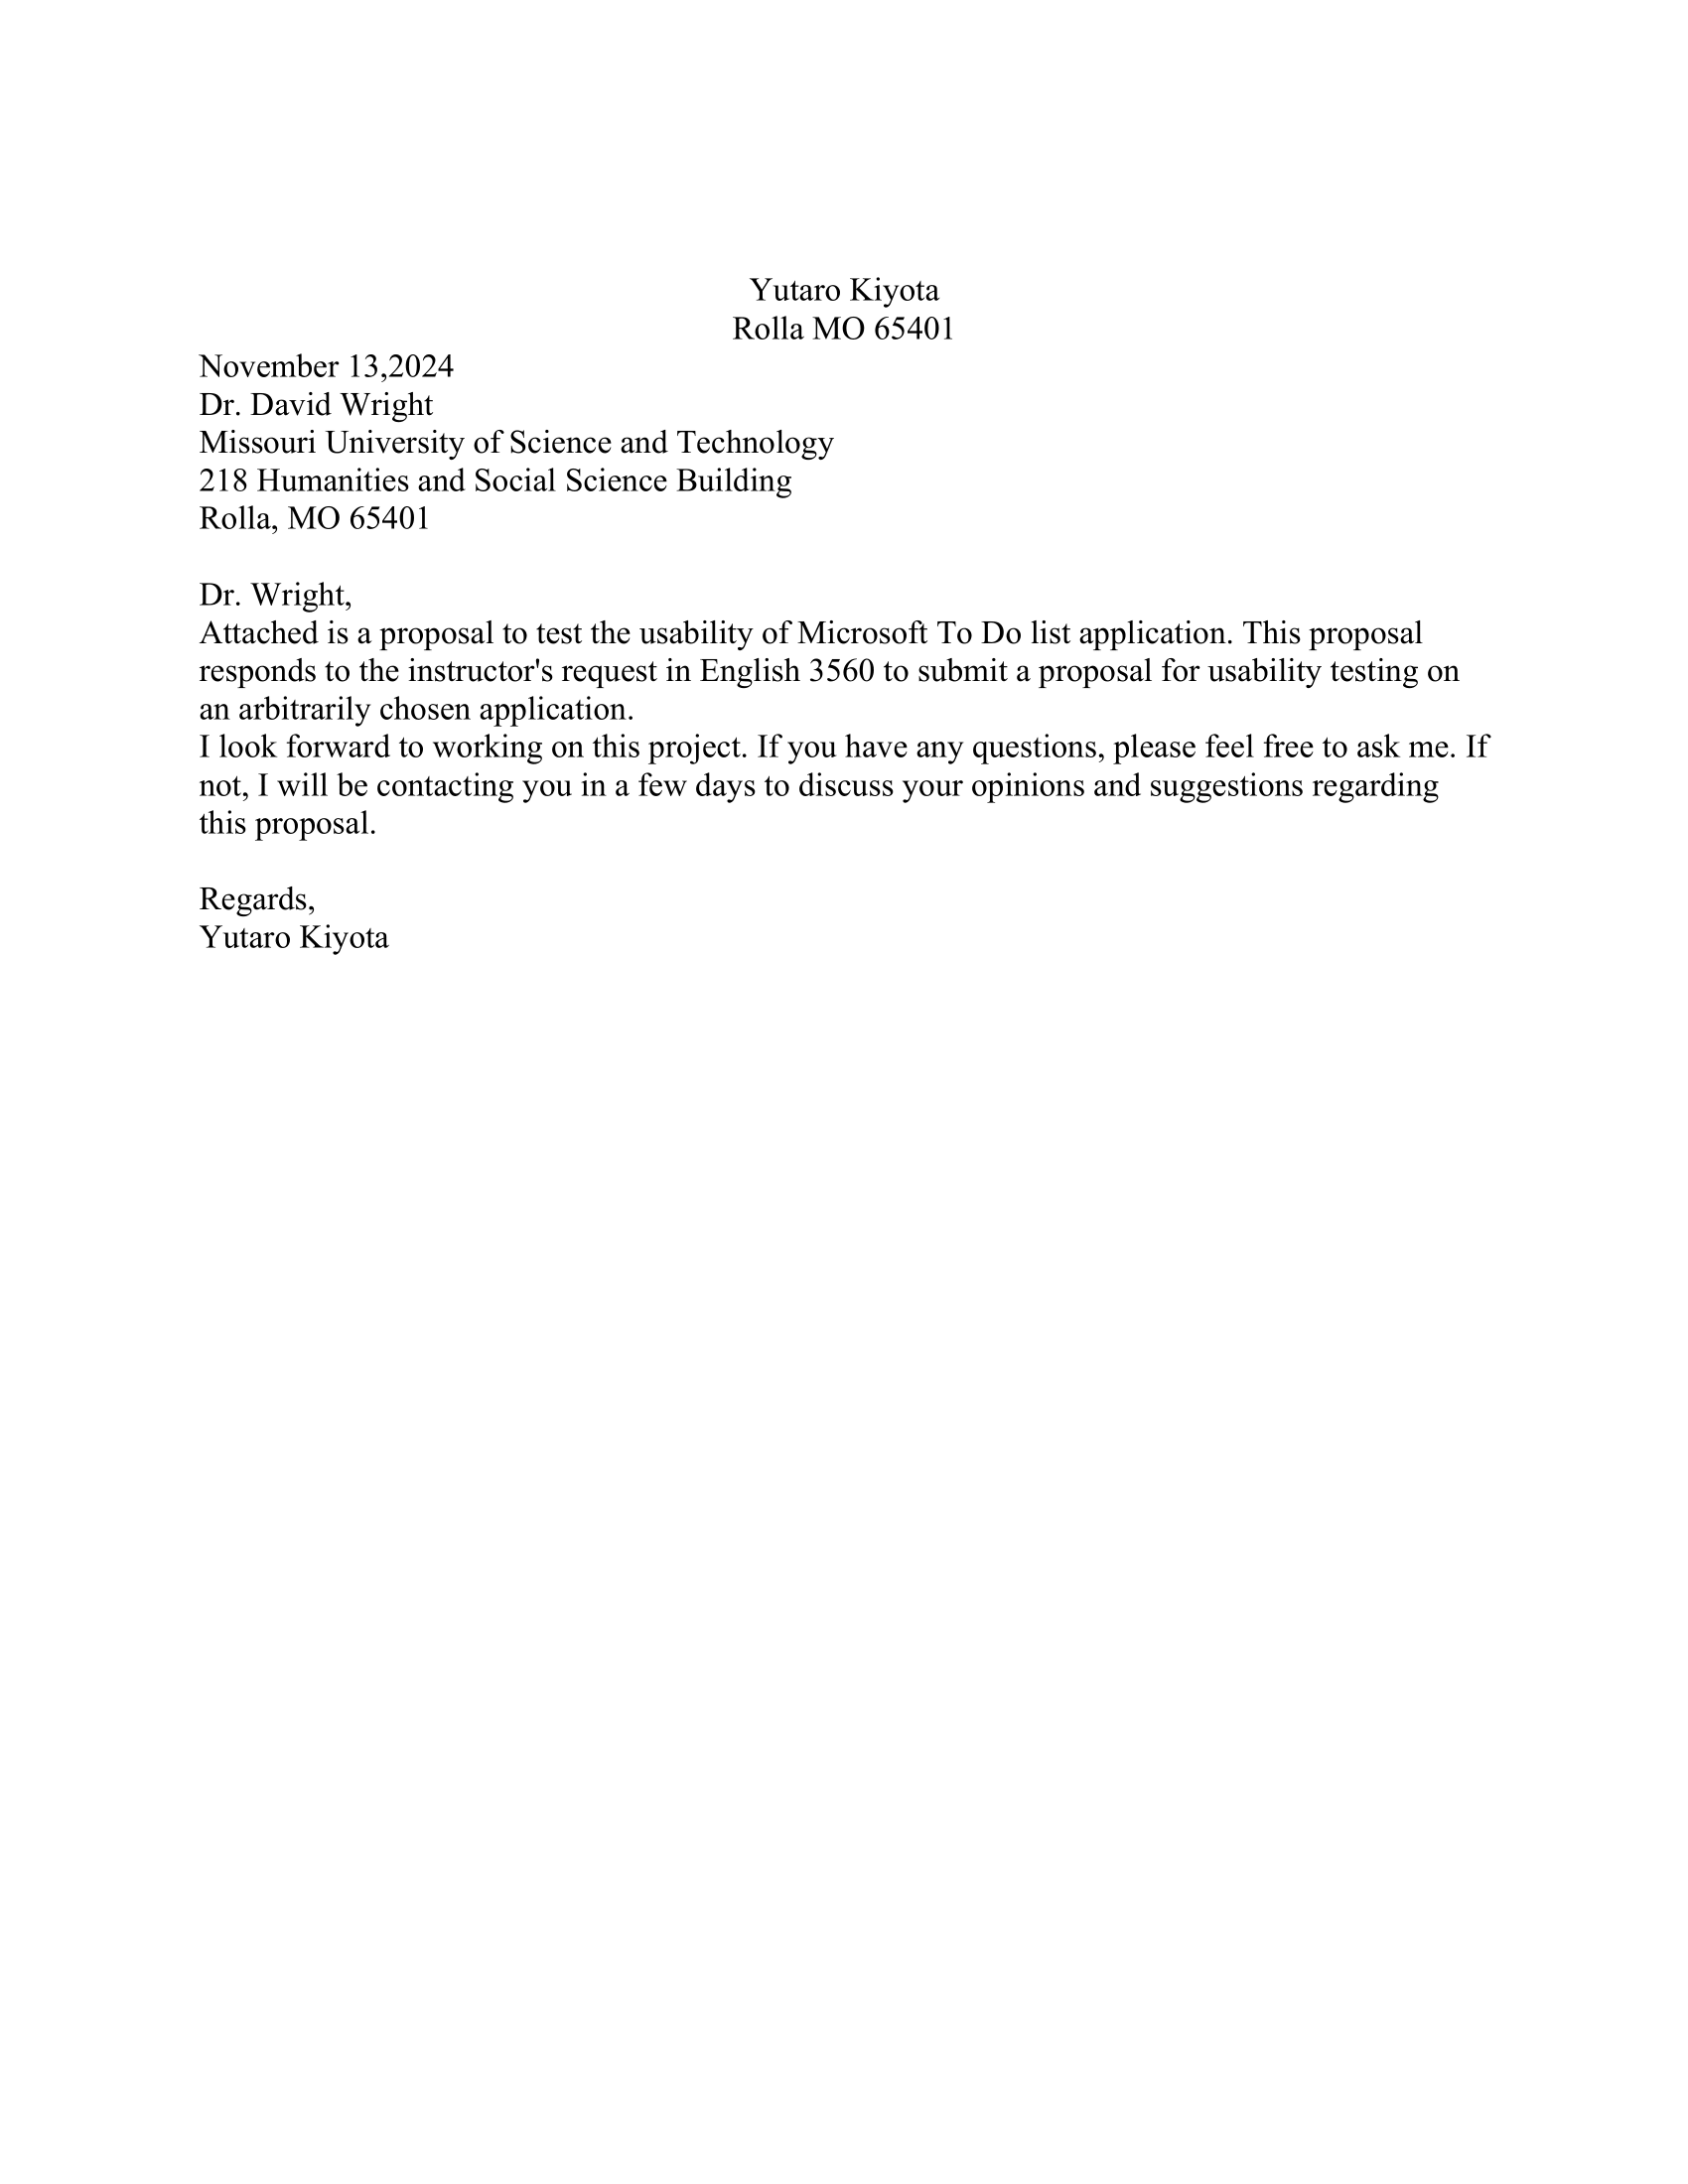 Yutaro Kiyota
Rolla MO 65401
November 13,2024
Dr. David Wright
Missouri University of Science and Technology
218 Humanities and Social Science Building
Rolla, MO 65401
Dr. Wright,
Attached is a proposal to test the usability of Microsoft To Do list application. This proposal
responds to the instructor's request in English 3560 to submit a proposal for usability testing on
an arbitrarily chosen application.
I look forward to working on this project. If you have any questions, please feel free to ask me. If
not, I will be contacting you in a few days to discuss your opinions and suggestions regarding
this proposal.
Regards,
Yutaro Kiyota